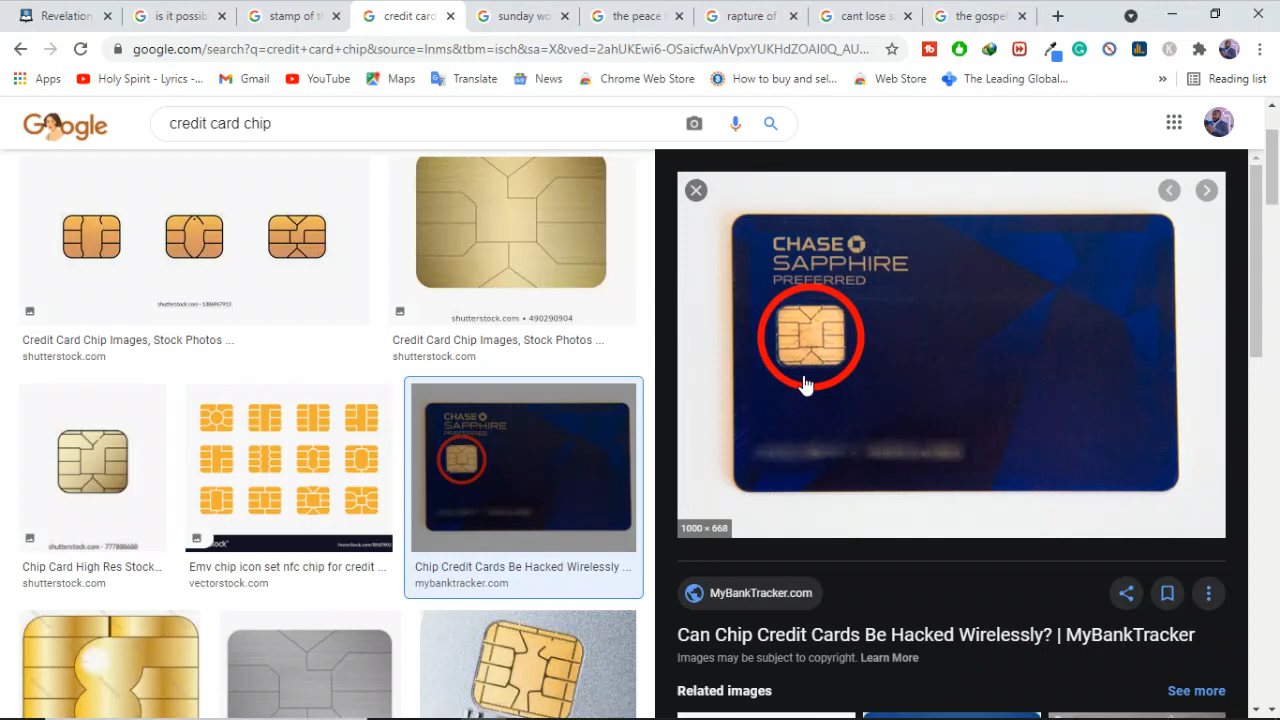 Revelation
is it possib
stamp of t
credit card
sunday wo
the peace
rapture of
cant lose s
the gospel
google.com/search?q=credit+card+chip&source=lnms&tbm=isch&sa=X&ved=2ahUKEwi6-OSaicfwAhVpxYUKHdZOAI0Q_AU...
Apps
Holy Spirit - Lyrics -...
Gmail
YouTube
Maps
Translate
News
Chrome Web Store
How to buy and sel...
Web Store
The Leading Global...
»
Reading list
Google
credit card chip
shutterstock.com • 1386967955
shutterstock.com • 490290904
Credit Card Chip Images, Stock Photos ...
shutterstock.com
Credit Card Chip Images, Stock Photos ...
shutterstock.com
shutterstock.com • 777808600
Chip Card High Res Stock...
shutterstock.com
Emv chip icon set nfc chip for credit ...
vectorstock.com
CHASE
SAPPHIRE
PREFERRED
Chip Credit Cards Be Hacked Wirelessly ...
mybanktracker.com
CHASE
SAPPHIRE
PREFERRED
1000 × 668
MyBankTracker.com
Can Chip Credit Cards Be Hacked Wirelessly? | MyBankTracker
Images may be subject to copyright. Learn More
Related images
See more